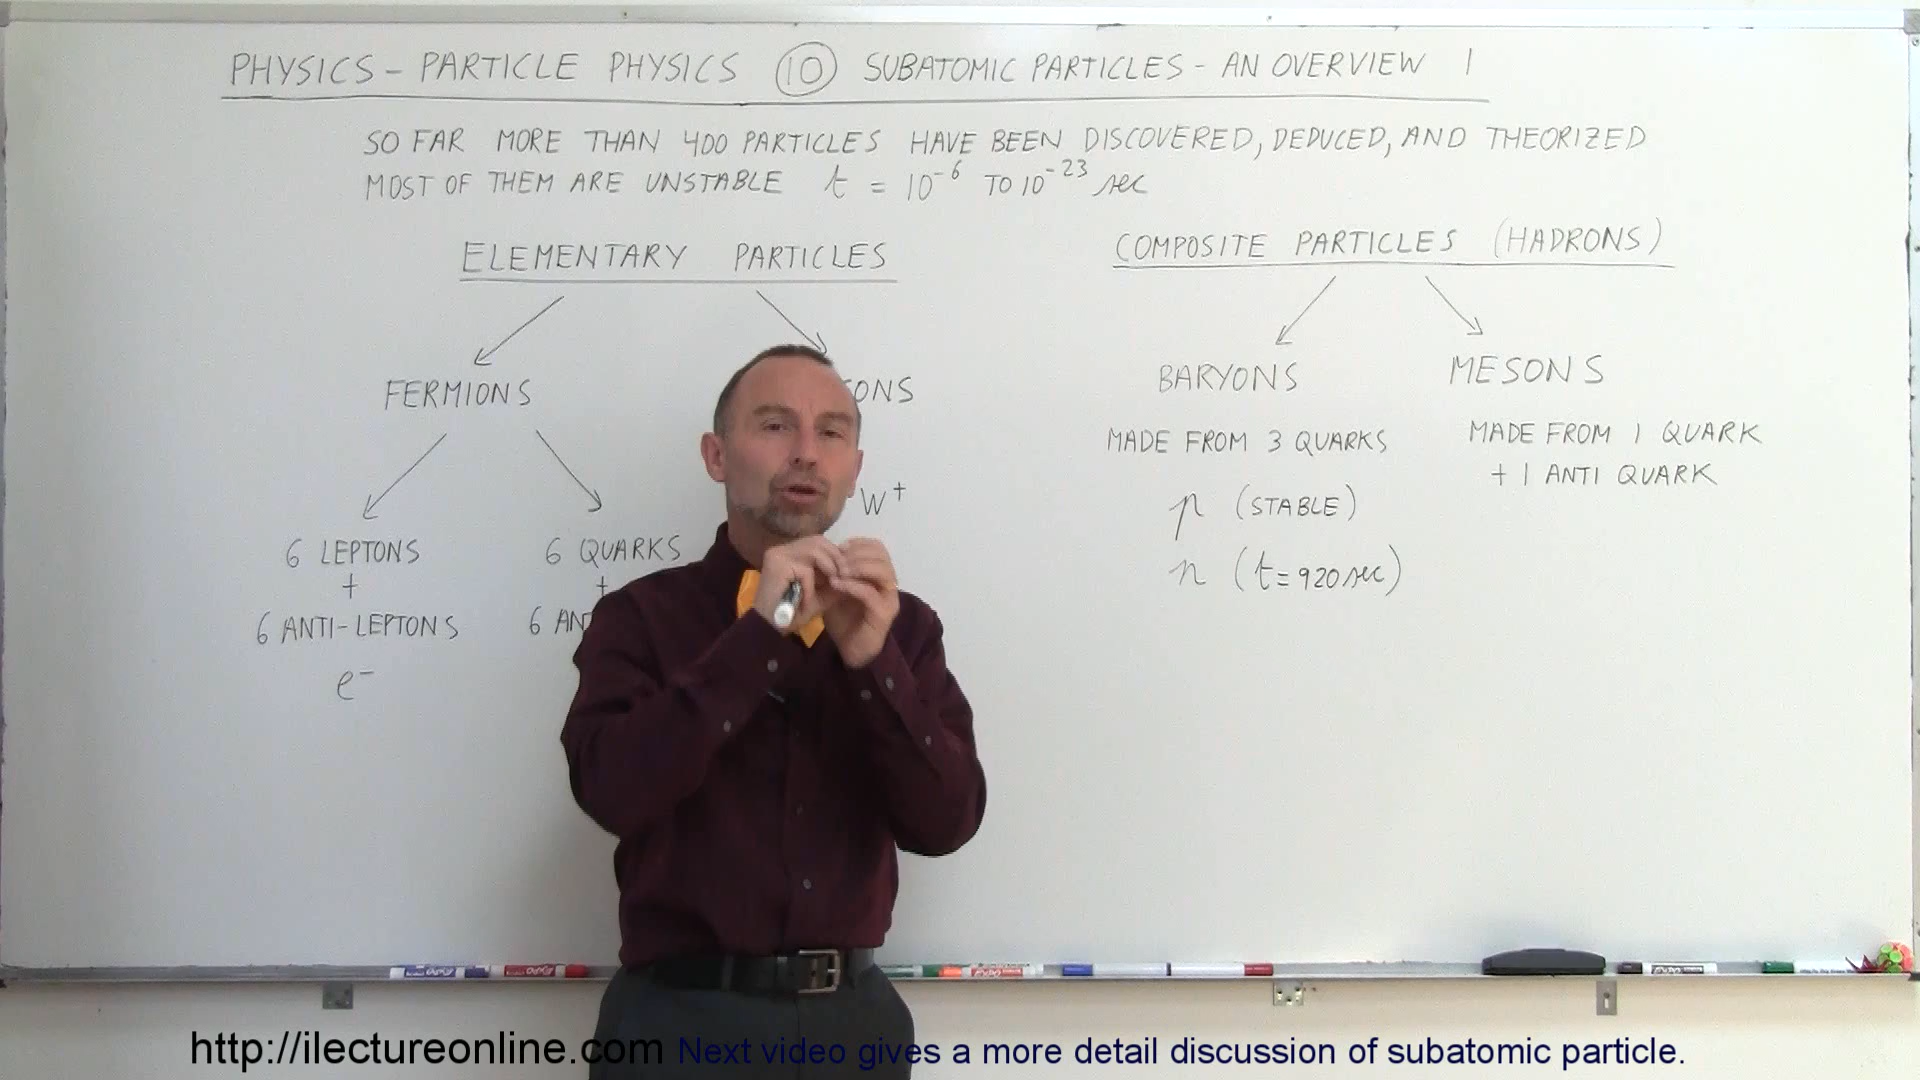 PHYSICS - PARTICLE PHYSICS 10 SUBATOMIC PARTICLES - AN OVERVIEW 1
SO FAR MORE THAN 400 PARTICLES HAVE BEEN DISCOVERED, DEDUCED, AND THEORIZED
MOST OF THEM ARE UNSTABLE t = 10⁻⁶ TO 10⁻²³ sec
ELEMENTARY PARTICLES
FERMIONS
6 LEPTONS
+
6 ANTI-LEPTONS
e⁻
6 QUARKS
+
6
W⁺
COMPOSITE PARTICLES (HADRONS)
BARYONS
MADE FROM 3 QUARKS
p (STABLE)
n (t = 920 sec)
MESONS
MADE FROM 1 QUARK
+ 1 ANTI QUARK
http://ilectureonline.com Next video gives a more detail discussion of subatomic particle.